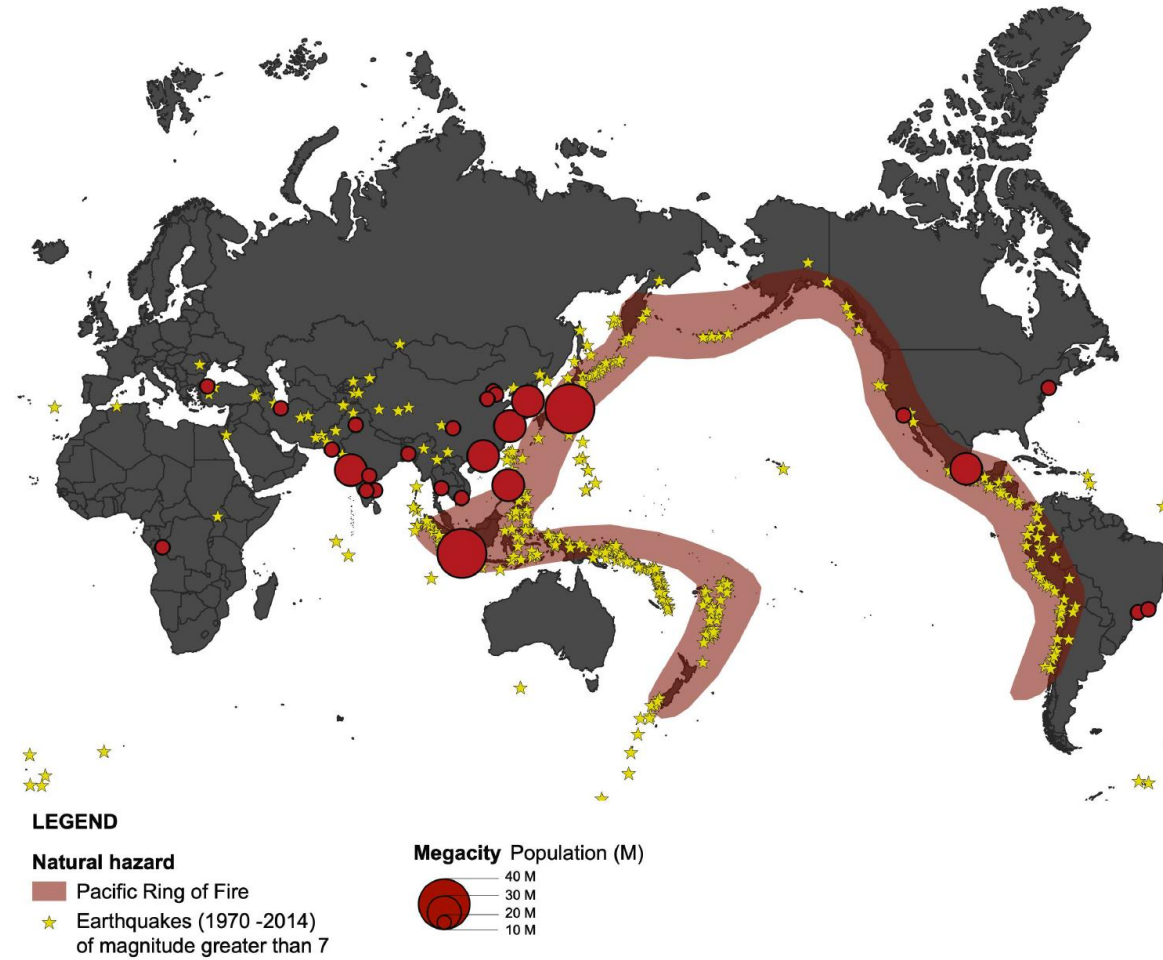 LEGEND
Natural hazard
Pacific Ring of Fire
Earthquakes (1970 -2014)
of magnitude greater than 7
Megacity Population (M)
40 M
30 M
20 M
10 M